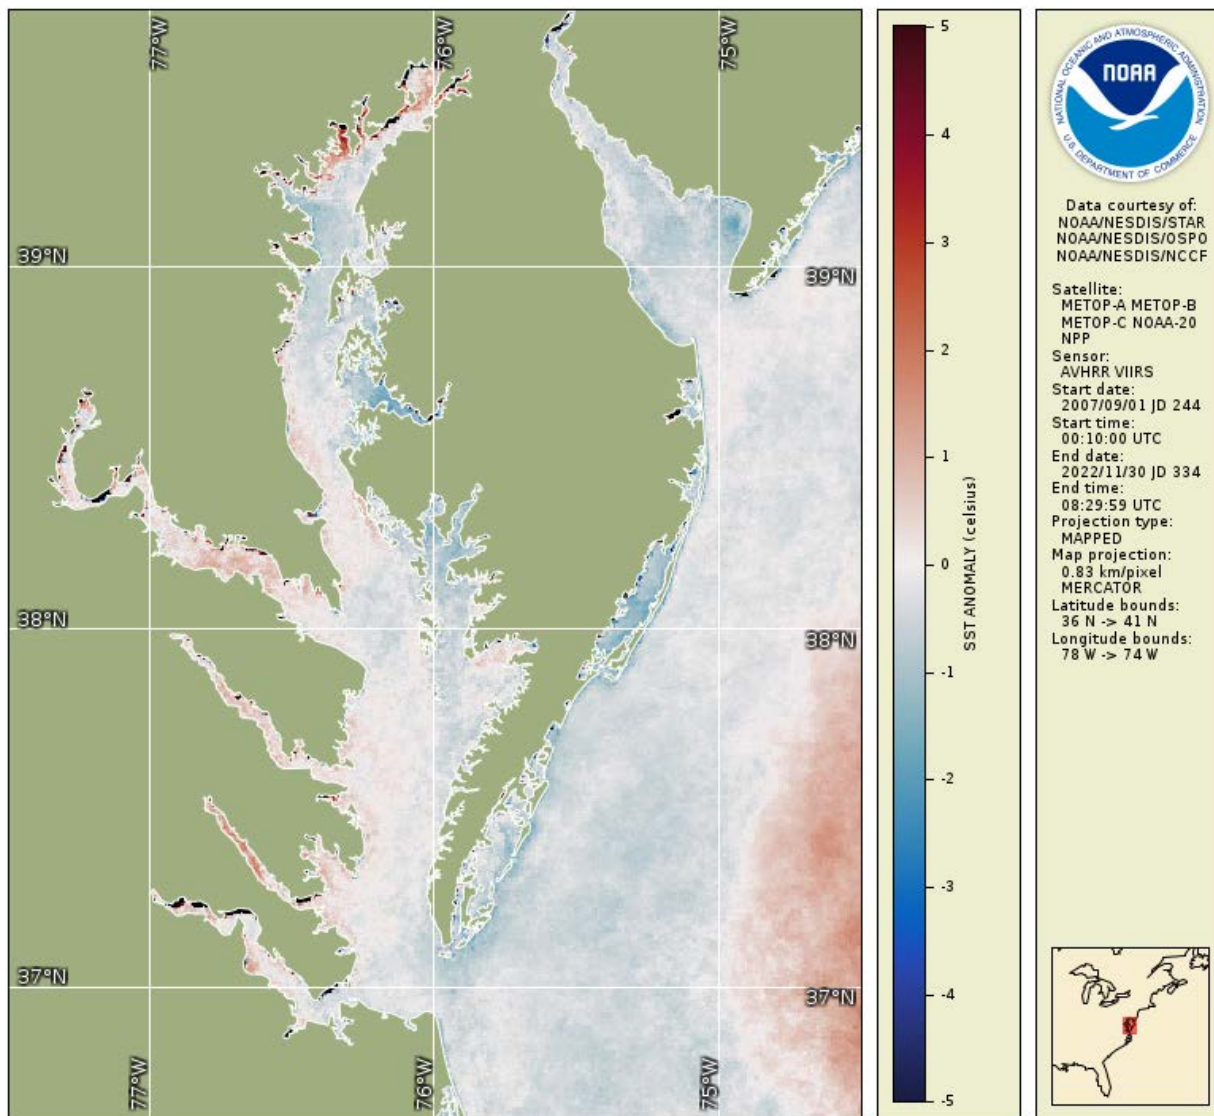 77°W
76°W
75°W
39°N
39°N
38°N
38°N
37°N
37°N
77°W
76°W
75°W
5
4
3
2
1
0
-1
-2
-3
-4
-5
SST ANOMALY (celsius)
NATIONAL OCEANIC AND ATMOSPHERIC ADMINISTRATION
NOAA
U.S. DEPARTMENT OF COMMERCE
Data courtesy of:
NOAA/NESDIS/STAR
NOAA/NESDIS/OSPO
NOAA/NESDIS/NCCF
Satellite:
METOP-A METOP-B
METOP-C NOAA-20
NPP
Sensor:
AVHRR VIIRS
Start date:
2007/09/01 JD 244
Start time:
00:10:00 UTC
End date:
2022/11/30 JD 334
End time:
08:29:59 UTC
Projection type:
MAPPED
Map projection:
0.83 km/pixel
MERCATOR
Latitude bounds:
36 N -> 41 N
Longitude bounds:
78 W -> 74 W